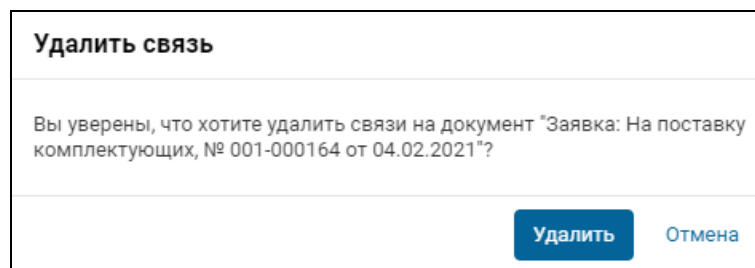 Удалить связь
Вы уверены, что хотите удалить связи на документ "Заявка: На поставку
комплектующих, № 001-000164 от 04.02.2021"?
Удалить Отмена